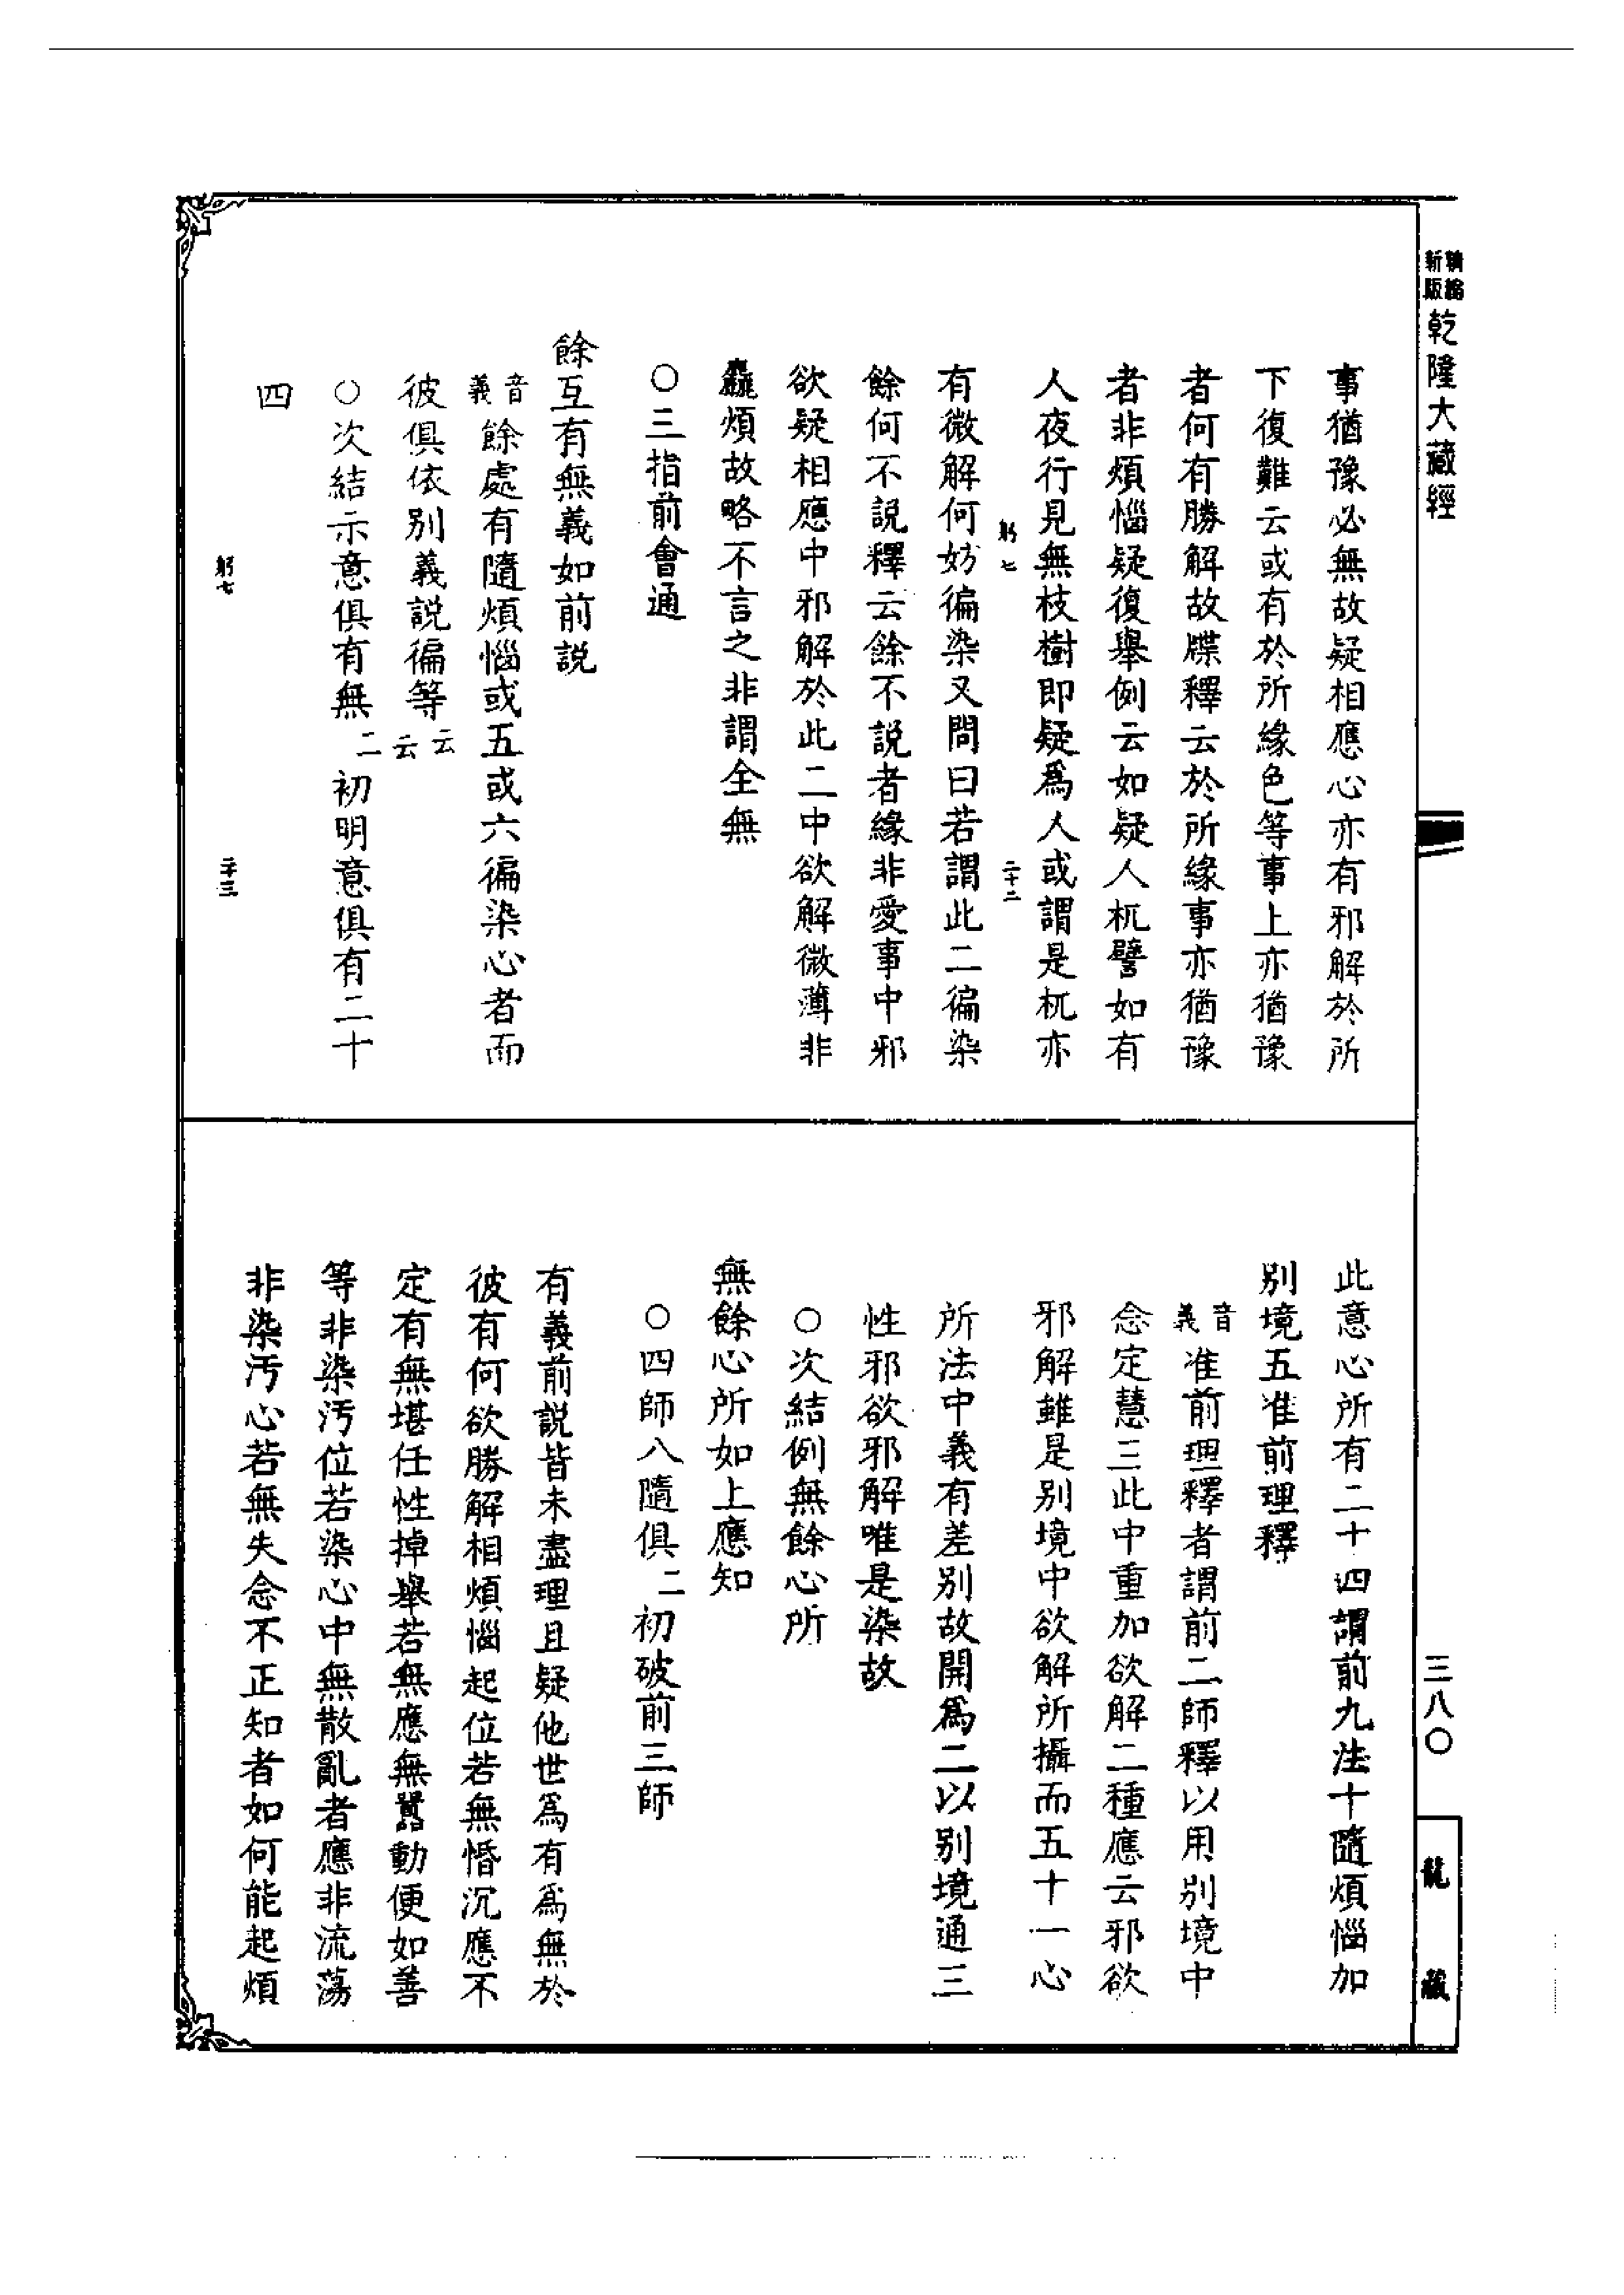 精編
新版
乾隆大藏經
事猶豫必無故疑相應心亦有邪解於所
下復難云或有於所緣色等事上亦猶豫
者何有勝解故牒釋云於所緣事亦猶豫
者非煩惱疑復舉例云如疑人杌譬如有
人夜行見無枝樹即疑爲人或謂是杌亦
躬七 二十二
有微解何妨徧染又問曰若謂此二徧染
餘何不說釋云餘不說者緣非愛事中邪
欲疑相應中邪解於此二中欲解微薄非
麤煩故略不言之非謂全無
○三指前會通
餘互有無義如前説
音義餘處有隨煩惱或五或六徧染心者而
彼俱依別義説徧等云云
○次結示意俱有無二初明意俱有二十
四
躬七 二十三
此意心所有二十四謂前九法十隨煩惱加
別境五准前理釋
音義准前理釋者謂前二師釋以用別境中
念定慧三此中重加欲解二種應云邪欲
邪解雖是別境中欲解所攝而五十一心
所法中義有差別故開爲二以別境通三
性邪欲邪解唯是染故
○次結例無餘心所
無餘心所如上應知
○四師八隨俱二初破前三師
有義前説皆未盡理且疑他世爲有爲無於
彼有何欲勝解相煩惱起位若無惛沉應不
定有無堪任性掉舉若無應無囂動便如善
等非染汚位若染心中無散亂者應非流蕩
非染汚心若無失念不正知者如何能起煩
三八〇
龍藏